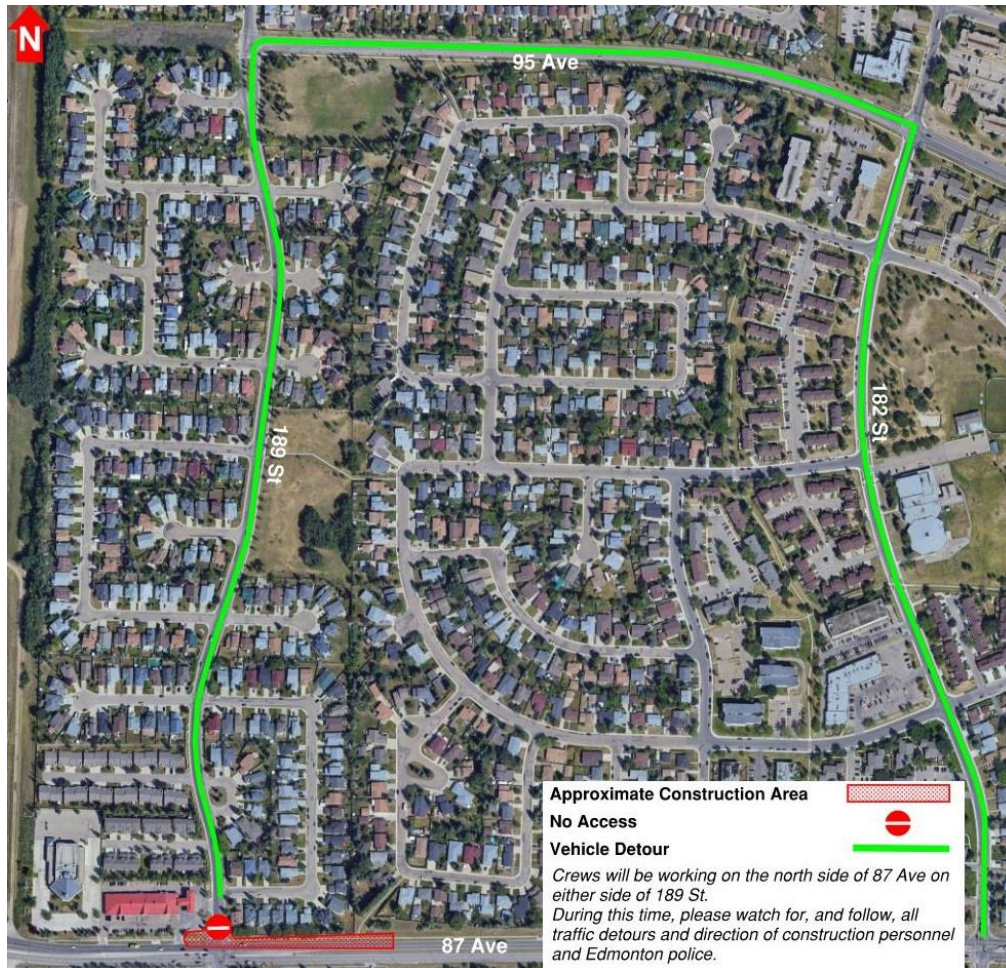 N
95 Ave
189 St
182 St
87 Ave
Approximate Construction Area
No Access
Vehicle Detour
Crews will be working on the north side of 87 Ave on
either side of 189 St.
During this time, please watch for, and follow, all
traffic detours and direction of construction personnel
and Edmonton police.